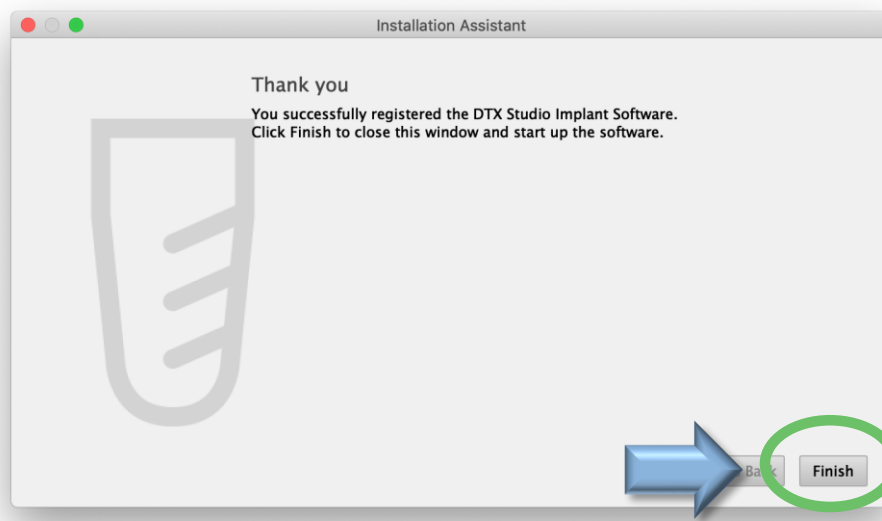 Installation Assistant
Thank you
You successfully registered the DTX Studio Implant Software.
Click Finish to close this window and start up the software.
Finish